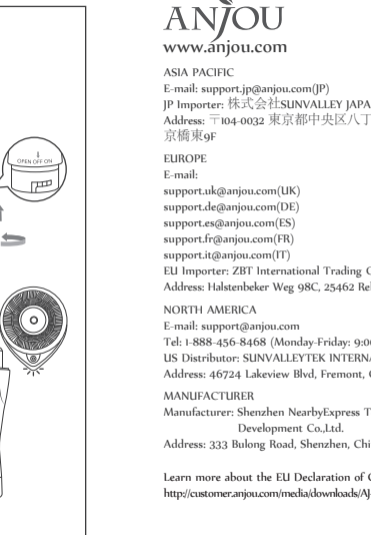 ANJOU
www.anjou.com
ASIA PACIFIC
E-mail: support.jp@anjou.com(JP)
JP Importer: 株式会社SUNVALLEY JAPA
Address: 〒104-0032 東京都中央区八丁
京橋東9F
EUROPE
E-mail:
support.uk@anjou.com(UK)
support.de@anjou.com(DE)
support.es@anjou.com(ES)
support.fr@anjou.com(FR)
support.it@anjou.com(IT)
EU Importer: ZBT International Trading
Address: Halstenbeker Weg 98C, 25462 Rel
NORTH AMERICA
E-mail: support@anjou.com
Tel: 1-888-456-8468 (Monday-Friday: 9:0
US Distributor: SUNVALLEYTEK INTERNA
Address: 46724 Lakeview Blvd, Fremont,
MANUFACTURER
Manufacturer: Shenzhen NearbyExpress T
Development Co.,Ltd.
Address: 333 Bulong Road, Shenzhen, Chi
Learn more about the EU Declaration of
http://customer.anjou.com/media/downloads/AJ-
OPEN OFF ON